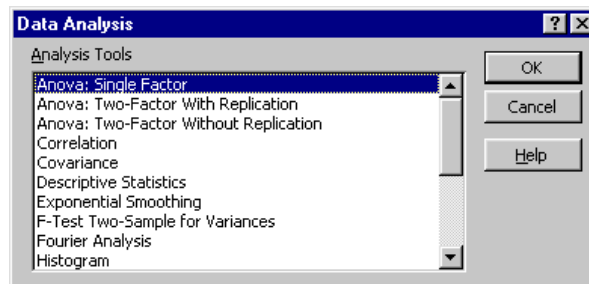 Data Analysis
Analysis Tools
Anova: Single Factor
Anova: Two-Factor With Replication
Anova: Two-Factor Without Replication
Correlation
Covariance
Descriptive Statistics
Exponential Smoothing
F-Test Two-Sample for Variances
Fourier Analysis
Histogram
OK
Cancel
Help